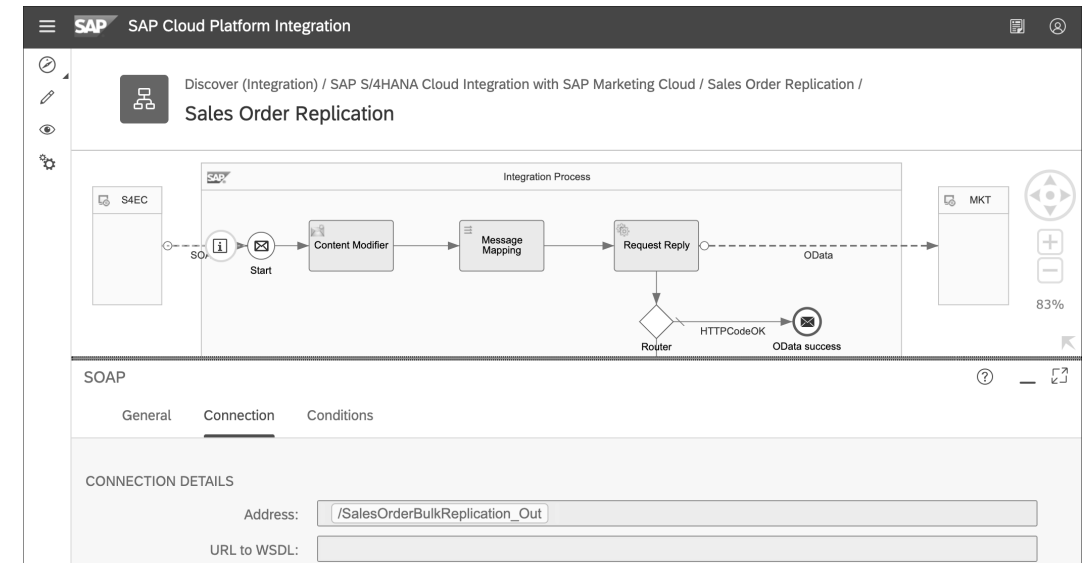 SAP SAP Cloud Platform Integration
Discover (Integration) / SAP S/4HANA Cloud Integration with SAP Marketing Cloud / Sales Order Replication /
Sales Order Replication
SAP Integration Process
S4EC
MKT
Content Modifier
Message
Mapping
Request Reply
OData
Start
83%
HTTPCodeOK
Router
OData success
SOAP
General Connection Conditions
CONNECTION DETAILS
Address: /SalesOrderBulkReplication_Out
URL to WSDL: